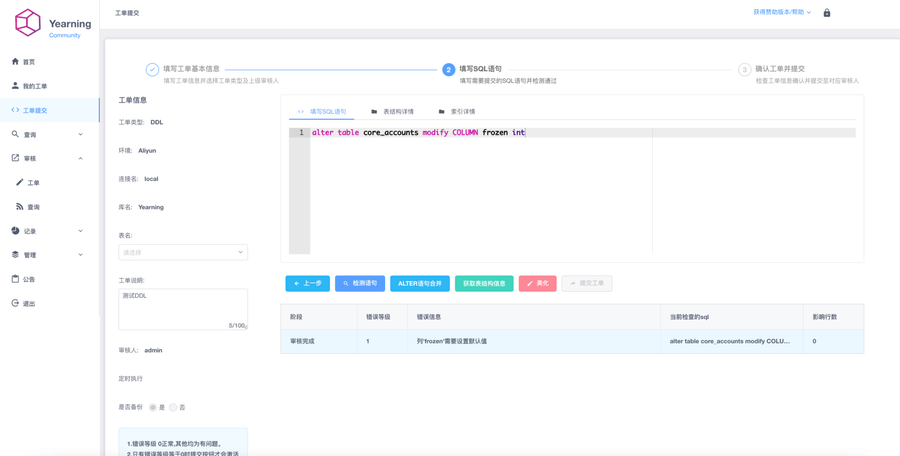 Yearning
Community
首页
我的工单
工单提交
查询
审核
工单
查询
记录
管理
公告
退出
工单提交
获得赞助版本/帮助
填写工单基本信息
填写工单信息并选择工单类型及上级审核人
2
填写SQL语句
填写需要提交的SQL语句并检测通过
3
确认工单并提交
检查工单信息确认并提交至对应审核人
工单信息
工单类型: DDL
环境: Aliyun
连接名: local
库名: Yearning
表名:
请选择
工单说明:
测试DDL
5/100
审核人: admin
定时执行
是否备份 是 否
1.错误等级 0正常,其他均为有问题。
2.只有错误等级等于0时提交按钮才会激活
填写SQL语句 表结构详情 索引详情
1 alter table core_accounts modify COLUMN frozen int
上一步 检测语句 ALTER语句合并 获取表结构信息 美化 提交工单
阶段 错误等级 错误信息 当前检查的sql 影响行数
审核完成 1 列'frozen'需要设置默认值 alter table core_accounts modify COLU... 0